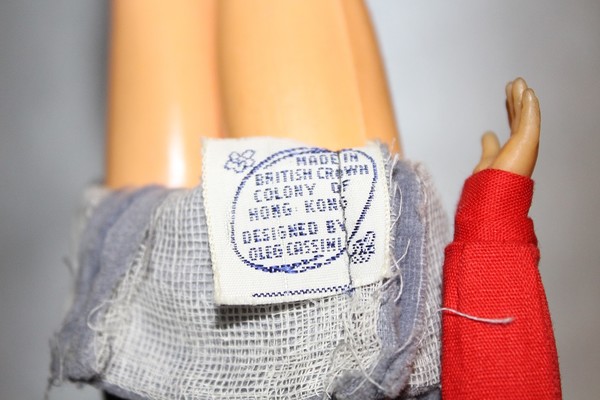 MADE IN
BRITISH CROWN
COLONY OF
HONG KONG
DESIGNED BY
OLEG CASSINI